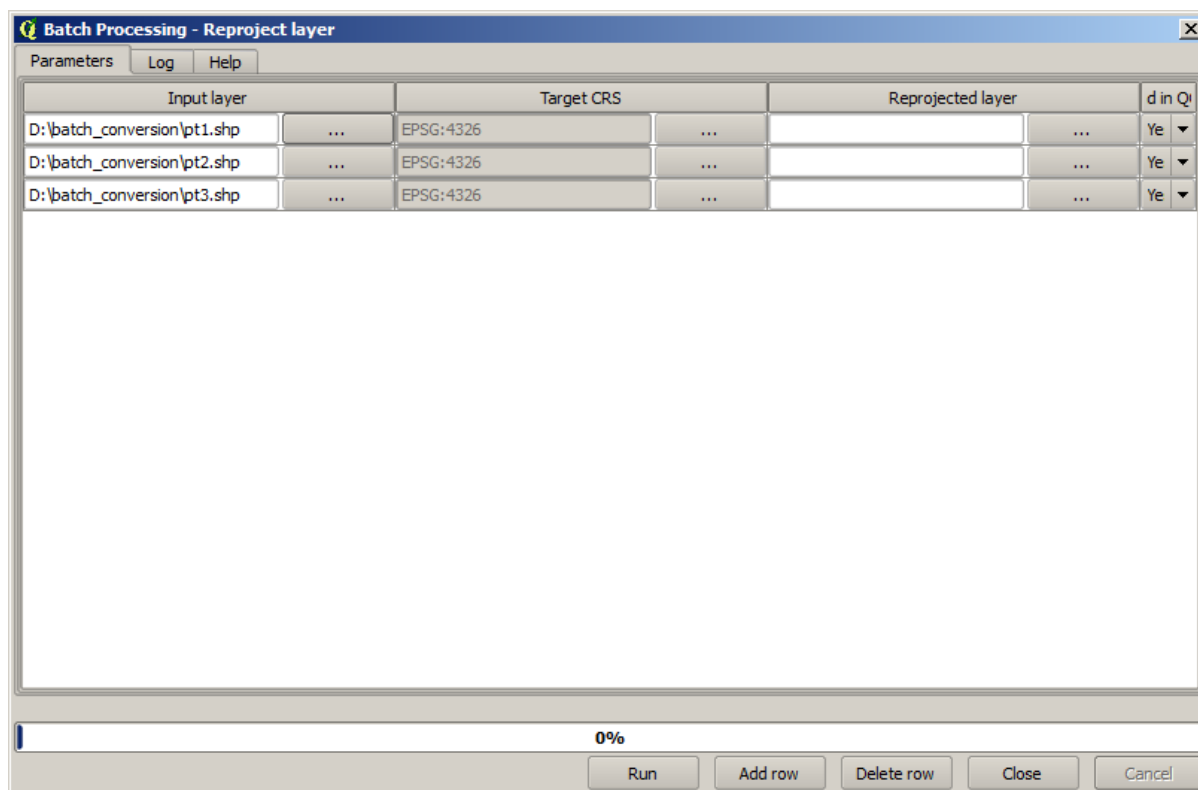 Batch Processing - Reproject layer
Parameters Log Help
Input layer Target CRS Reprojected layer d in Q
D:\batch_conversion\pt1.shp ... EPSG:4326 ... ... Ye
D:\batch_conversion\pt2.shp ... EPSG:4326 ... ... Ye
D:\batch_conversion\pt3.shp ... EPSG:4326 ... ... Ye
0%
Run Add row Delete row Close Cancel